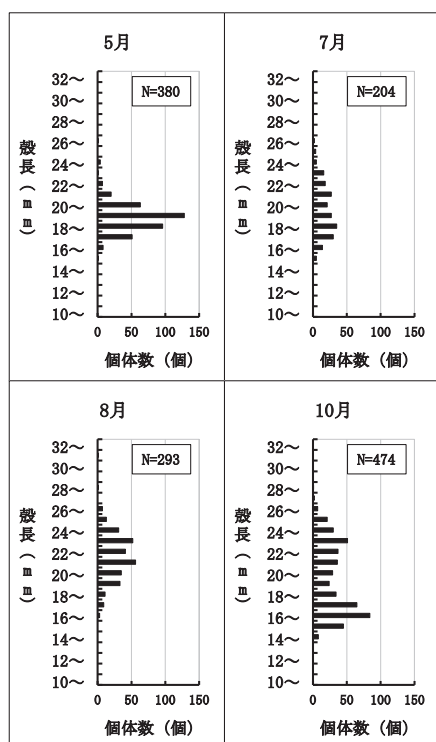 5月
N=380
殻長(mm)
32～
30～
28～
26～
24～
22～
20～
18～
16～
14～
12～
10～
0 50 100 150
個体数 (個)
7月
N=204
殻長(mm)
32～
30～
28～
26～
24～
22～
20～
18～
16～
14～
12～
10～
0 50 100 150
個体数 (個)
8月
N=293
殻長(mm)
32～
30～
28～
26～
24～
22～
20～
18～
16～
14～
12～
10～
0 50 100 150
個体数 (個)
10月
N=474
殻長(mm)
32～
30～
28～
26～
24～
22～
20～
18～
16～
14～
12～
10～
0 50 100 150
個体数 (個)